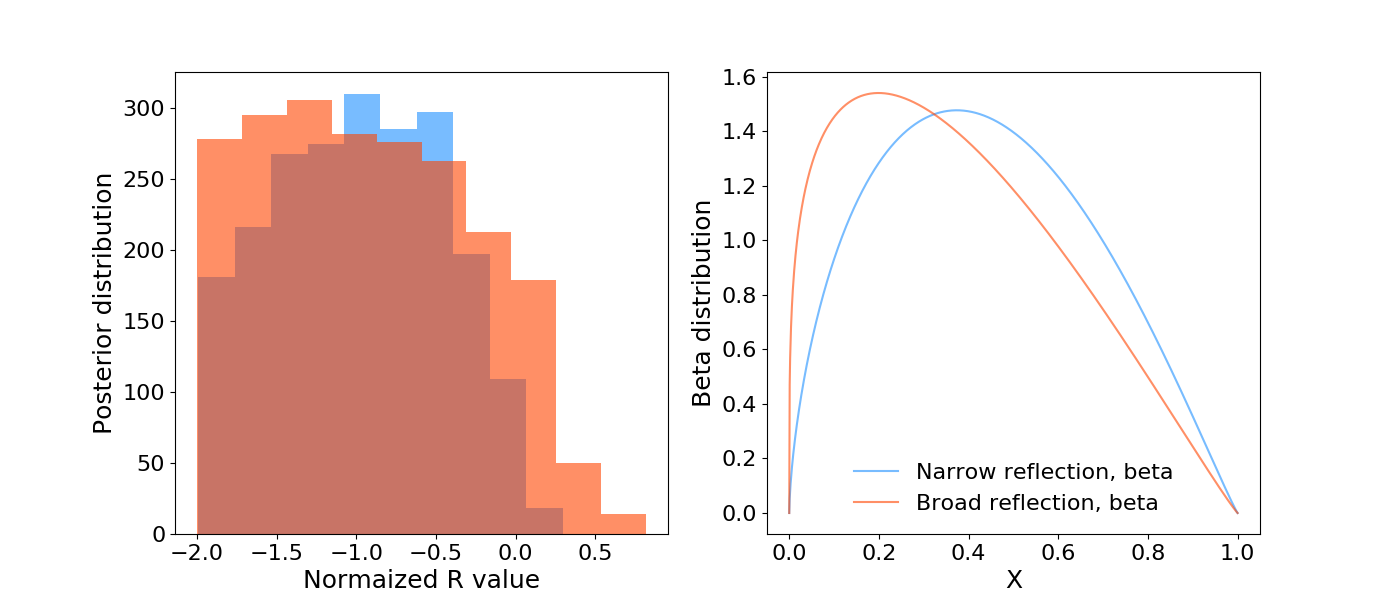 Posterior distribution
300
250
200
150
100
50
0
−2.0 −1.5 −1.0 −0.5 0.0 0.5
Normaized R value
Beta distribution
1.6
1.4
1.2
1.0
0.8
0.6
0.4
0.2
0.0
Narrow reflection, beta
Broad reflection, beta
0.0 0.2 0.4 0.6 0.8 1.0
X